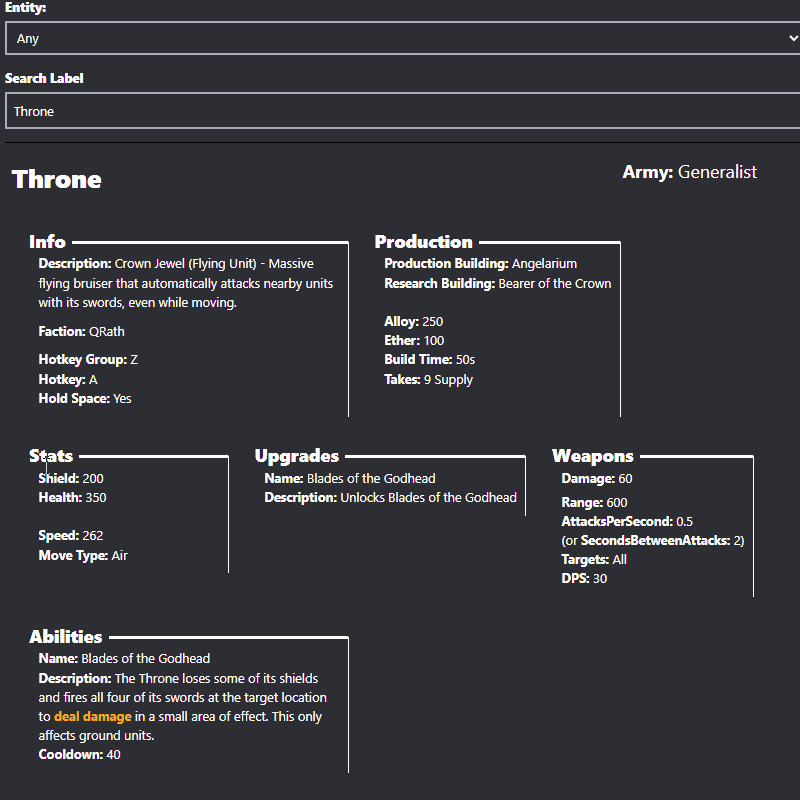 Entity:
Any
Search Label
Throne
Throne
Army: Generalist
Info
Description: Crown Jewel (Flying Unit) - Massive
flying bruiser that automatically attacks nearby units
with its swords, even while moving.
Faction: QRath
Hotkey Group: Z
Hotkey: A
Hold Space: Yes
Production
Production Building: Angelarium
Research Building: Bearer of the Crown
Alloy: 250
Ether: 100
Build Time: 50s
Takes: 9 Supply
Stats
Shield: 200
Health: 350
Speed: 262
Move Type: Air
Upgrades
Name: Blades of the Godhead
Description: Unlocks Blades of the Godhead
Weapons
Damage: 60
Range: 600
AttacksPerSecond: 0.5
(or SecondsBetweenAttacks: 2)
Targets: All
DPS: 30
Abilities
Name: Blades of the Godhead
Description: The Throne loses some of its shields
and fires all four of its swords at the target location
to deal damage in a small area of effect. This only
affects ground units.
Cooldown: 40